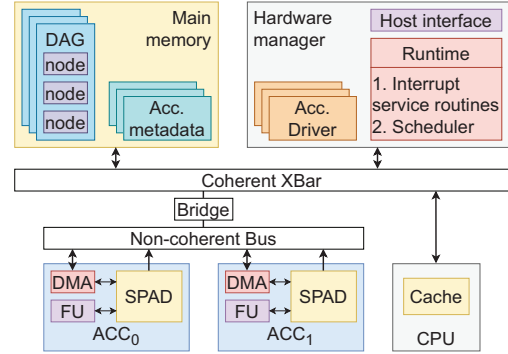 Main
memory
DAG
node
node
node
Acc.
metadata
Hardware
manager
Host interface
Runtime
1. Interrupt
service routines
2. Scheduler
Acc.
Driver
Coherent XBar
Bridge
Non-coherent Bus
DMA
FU
SPAD
ACC0
DMA
FU
SPAD
ACC1
Cache
CPU